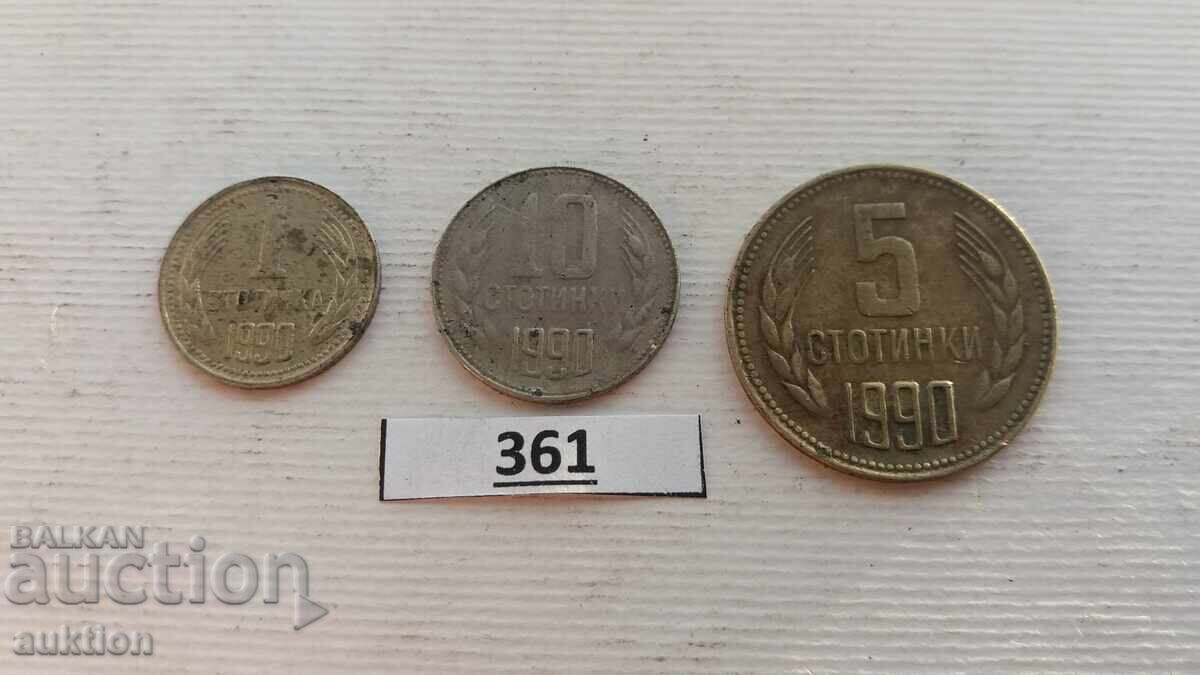 1
СТОТИНКА
1990
10
СТОТИНКИ
1990
5
СТОТИНКИ
1990
361
BALKAN
auction
auktion